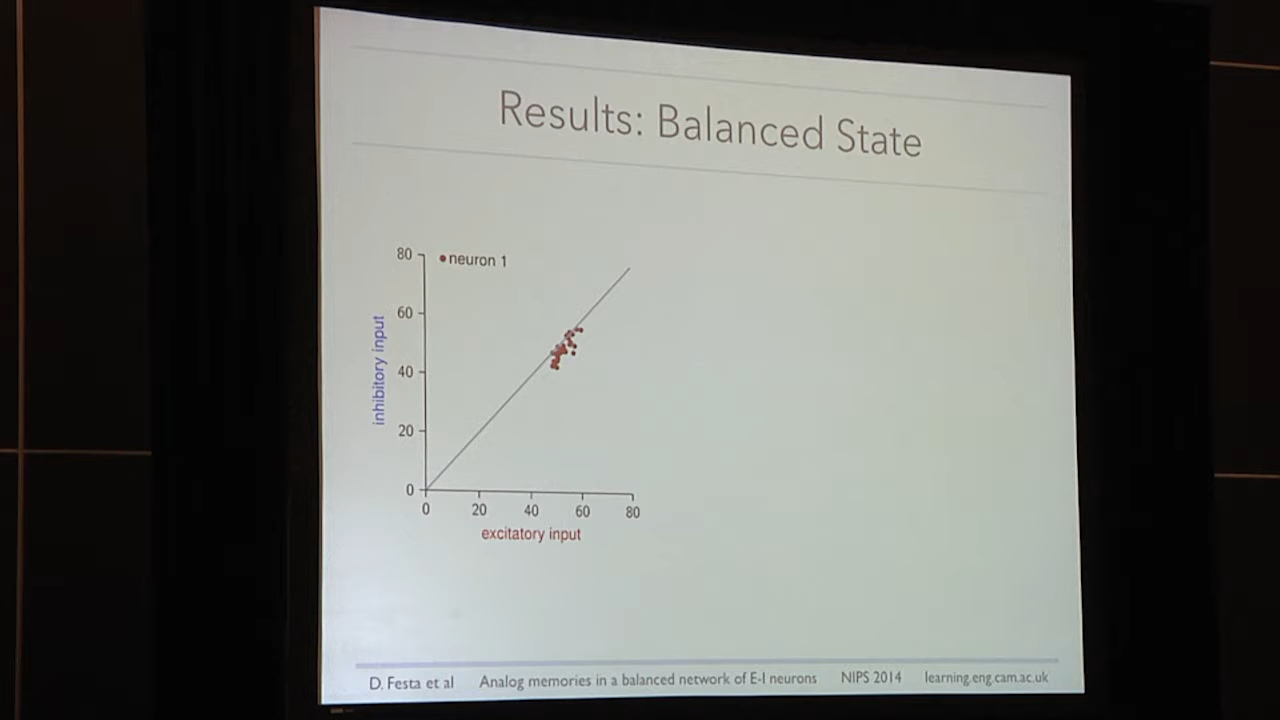 Results: Balanced State
80
neuron 1
60
40
20
0
inhibitory input
0 20 40 60 80
excitatory input
D. Festa et al Analog memories in a balanced network of E-I neurons NIPS 2014 learning.eng.cam.ac.uk